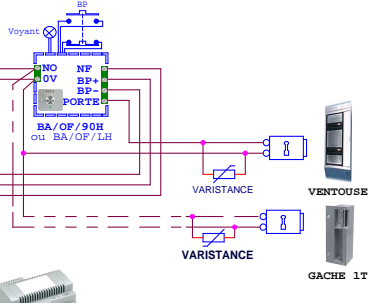 BP
Voyant
NO
NF
0V
BP+
BP-
PORTE
BA/OF/90H
ou BA/OF/LH
VARISTANCE
VENTOUSE
VARISTANCE
GACHE 1T